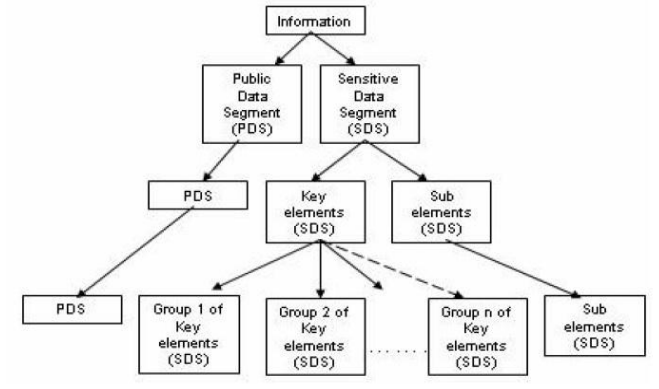 Information
Public
Data
Segment
(PDS)
Sensitive
Data
Segment
(SDS)
PDS
Key
elements
(SDS)
Sub
elements
(SDS)
PDS
Group 1 of
Key
elements
(SDS)
Group 2 of
Key
elements
(SDS)
.......
Group n of
Key
elements
(SDS)
Sub
elements
(SDS)